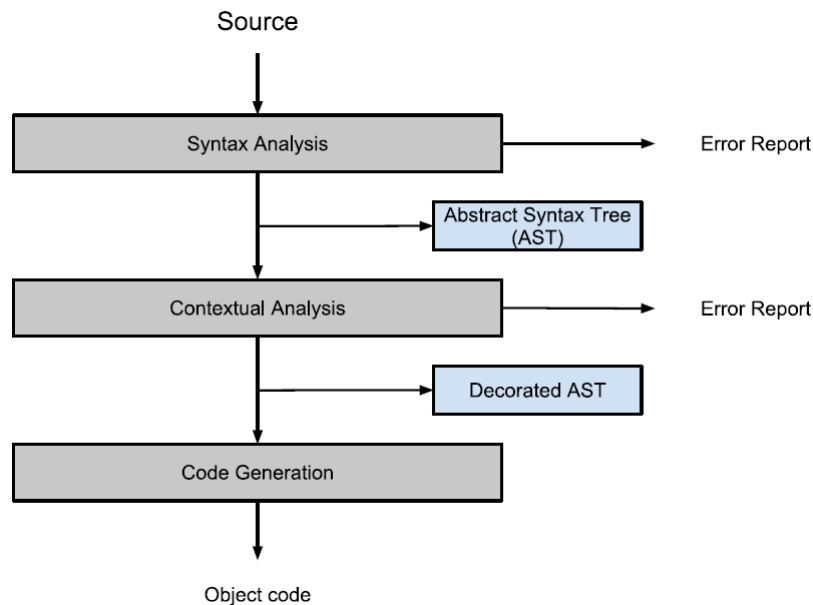 Source
Syntax Analysis
Error Report
Abstract Syntax Tree
(AST)
Contextual Analysis
Error Report
Decorated AST
Code Generation
Object code